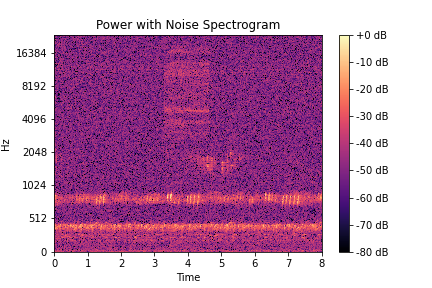 Power with Noise Spectrogram
+0 dB
16384
-10 dB
8192
-20 dB
4096
-30 dB
Hz
2048
-40 dB
1024
-50 dB
512
-60 dB
-70 dB
0
-80 dB
0 1 2 3 4 5 6 7 8
Time